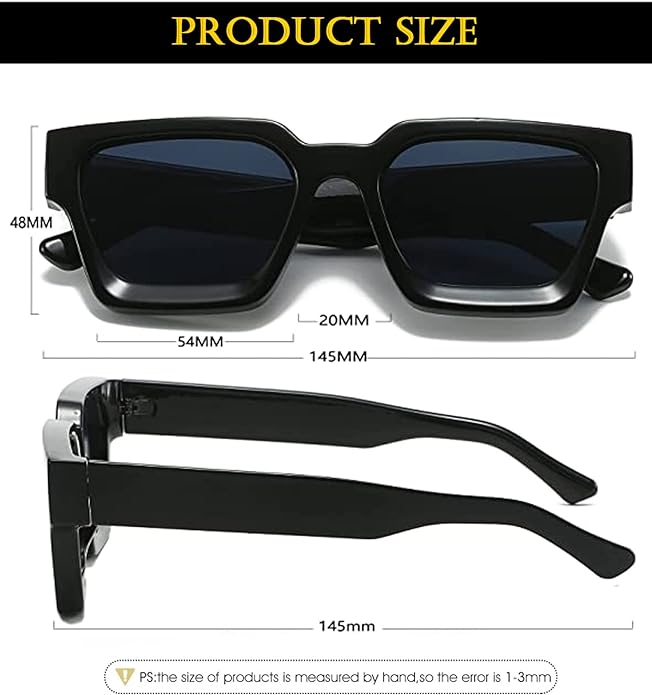 PRODUCT SIZE
48MM
20MM
54MM
145MM
145mm
PS:the size of products is measured by hand,so the error is 1-3mm